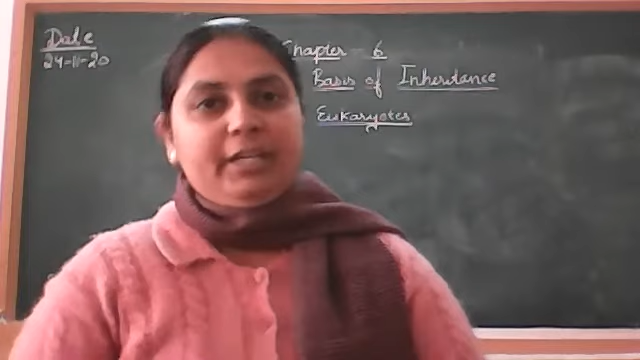 Date
24-11-20
Chapter - 6
Basis of Inheritance
Eukaryotes